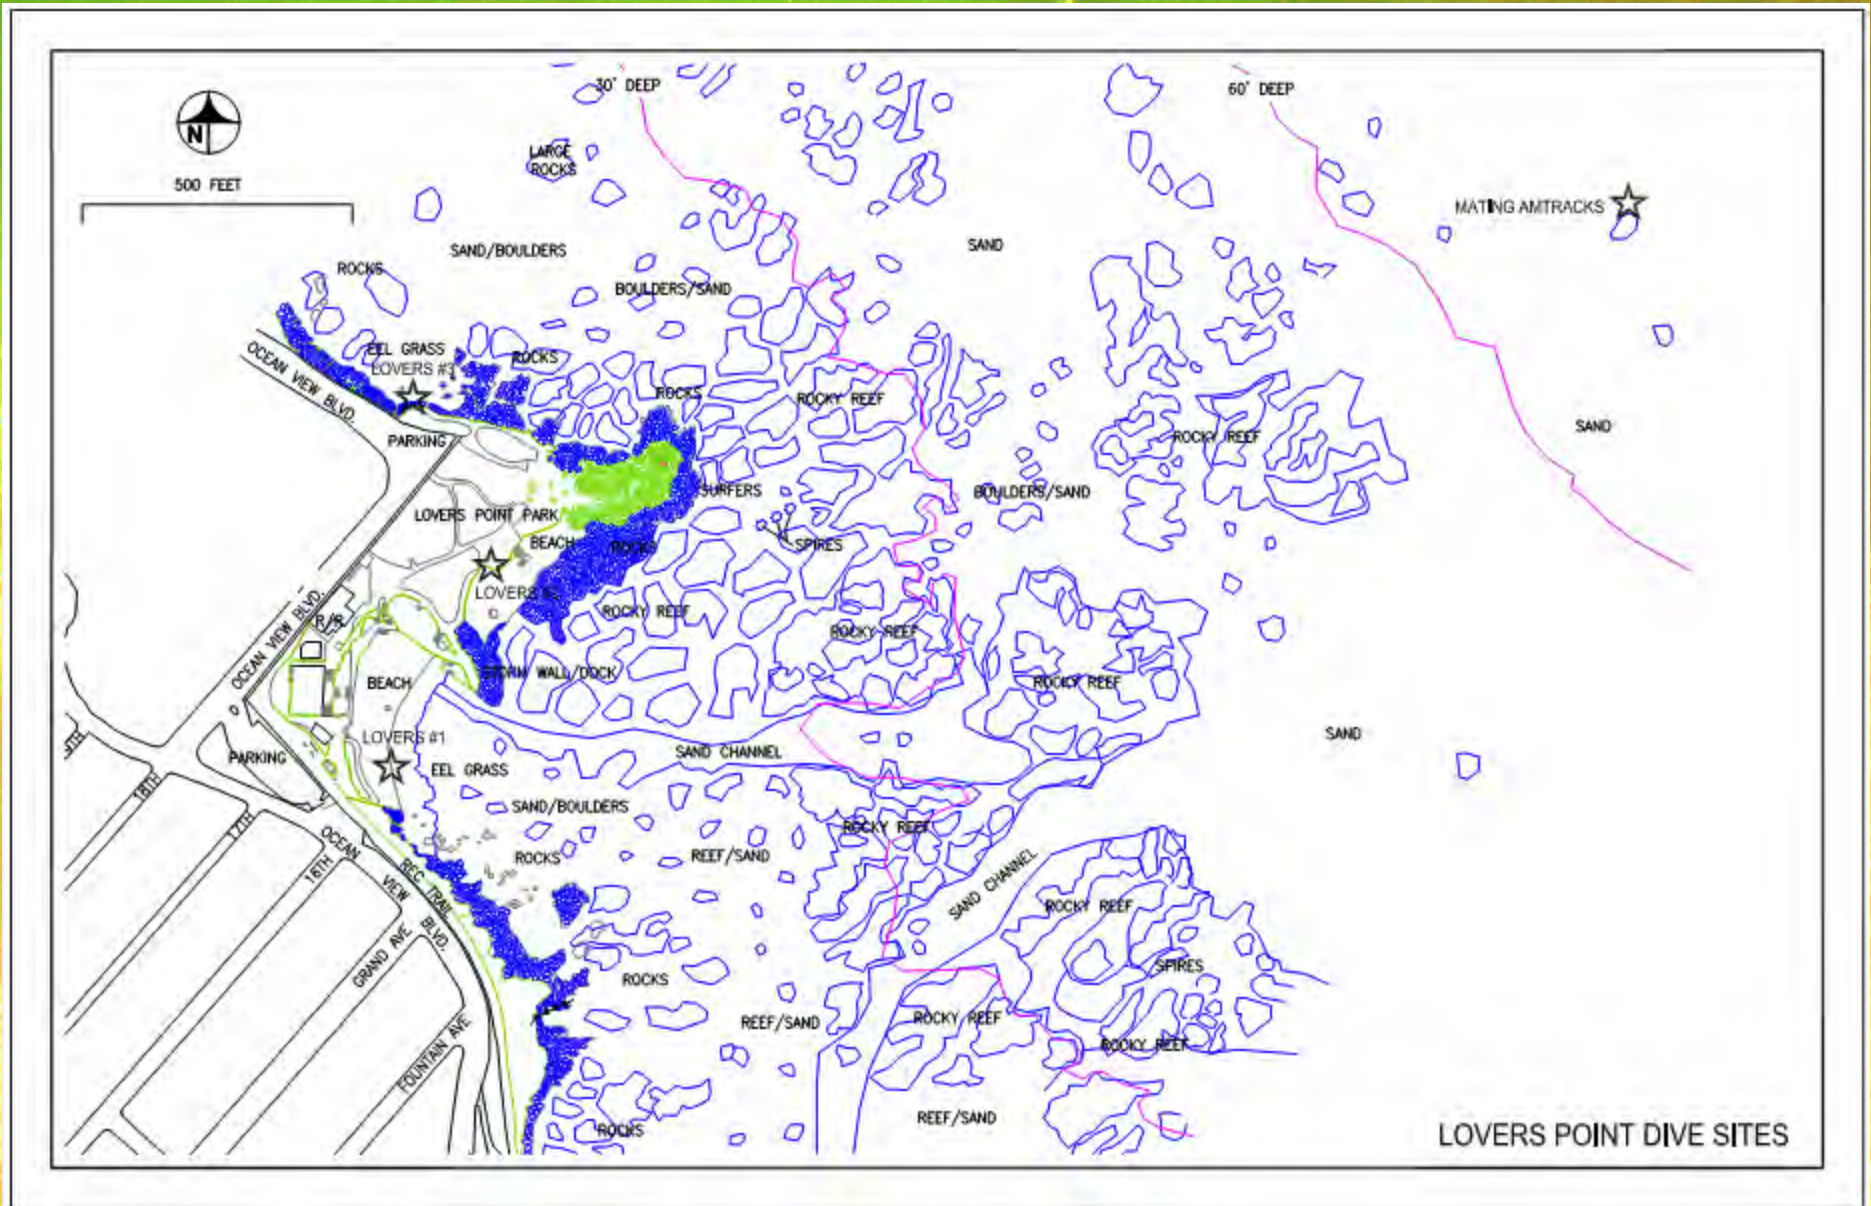 30' DEEP
60' DEEP
N
LARGE
ROCKS
500 FEET
MATING AMTRACKS
SAND/BOULDERS
SAND
ROCKS
BOULDERS/SAND
EEL GRASS
ROCKS
LOVERS #3
OCEAN VIEW BLVD.
ROCKS
ROCKY REEF
SAND
PARKING
ROCKY REEF
SURFERS
BOULDERS/SAND
LOVERS POINT PARK
BEACH
ROCKS
SPIRES
LOVERS #2
OCEAN VIEW BLVD.
R/R
ROCKY REEF
ROCKY REEF
STORM WALL/DOCK
BEACH
ROCKY REEF
LOVERS #1
SAND
PARKING
SAND CHANNEL
EEL GRASS
18TH
SAND/BOULDERS
17TH
ROCKY REEF
OCEAN VIEW BLVD.
16TH
ROCKS
REEF/SAND
REC TRAIL
SAND CHANNEL
ROCKY REEF
GRAND AVE
SPIRES
ROCKS
REEF/SAND
ROCKY REEF
FOUNTAIN AVE
ROCKY REEF
REEF/SAND
ROCKS
LOVERS POINT DIVE SITES